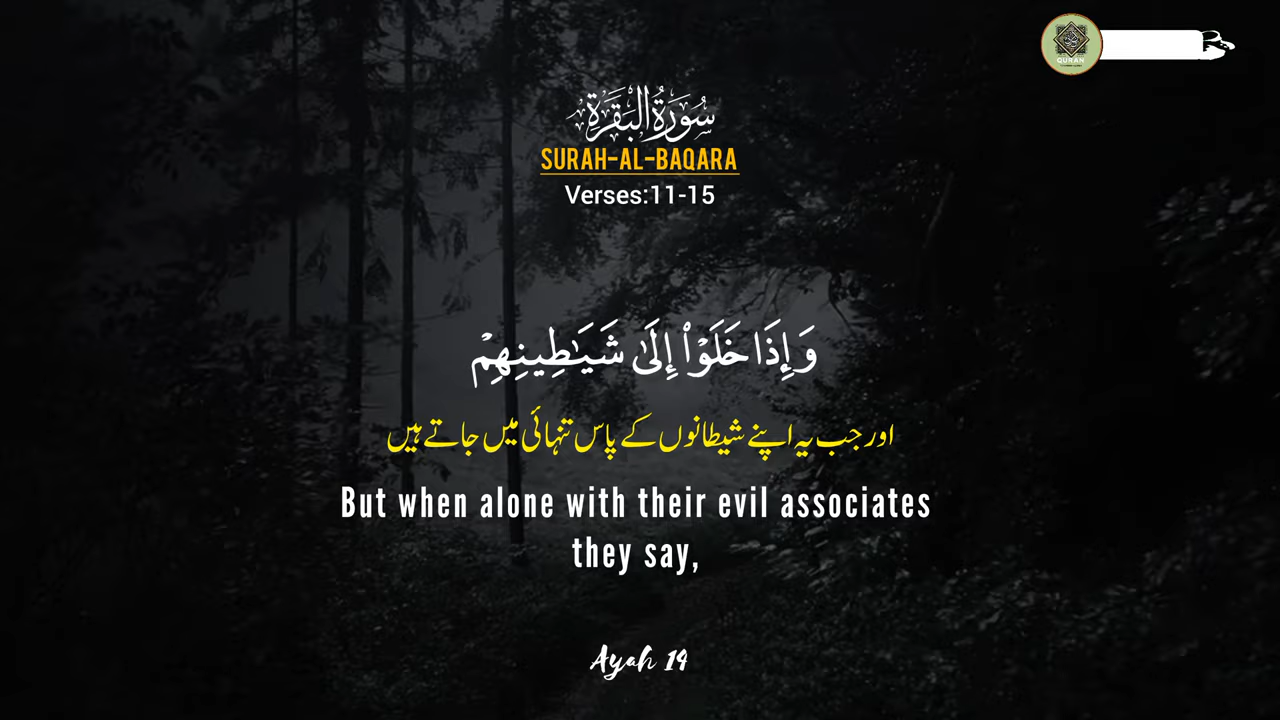 QURAN
سُورَةُ البَقَرَةِ
SURAH-AL-BAQARA
Verses:11-15
وَإِذَا خَلَوْا۟ إِلَىٰ شَيَـٰطِينِهِمْ
اور جب یہ اپنے شیطانوں کے پاس تنہائی میں جاتے ہیں
But when alone with their evil associates
they say,
Ayah 14